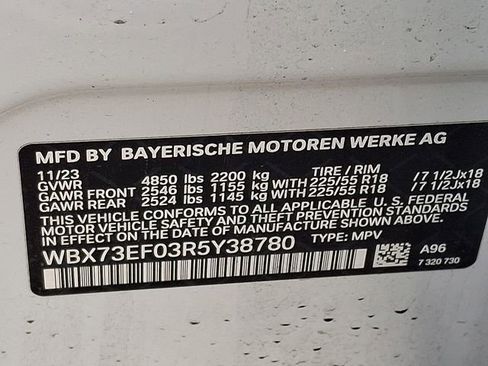 MFD BY BAYERISCHE MOTOREN WERKE AG
11/23 TIRE / RIM
GVWR 4850 lbs 2200 kg
GAWR FRONT 2546 lbs 1155 kg WITH 225/55 R18 /7 1/2Jx18
GAWR REAR 2524 lbs 1145 kg WITH 225/55 R18 /7 1/2Jx18
THIS VEHICLE CONFORMS TO ALL APPLICABLE U. S. FEDERAL
MOTOR VEHICLE SAFETY, BUMPER, AND THEFT PREVENTION
STANDARDS IN EFFECT ON THE DATE OF MANUFACTURE SHOWN ABOVE.
WBX73EF03R5Y38780 TYPE: MPV
A96
7 320 730